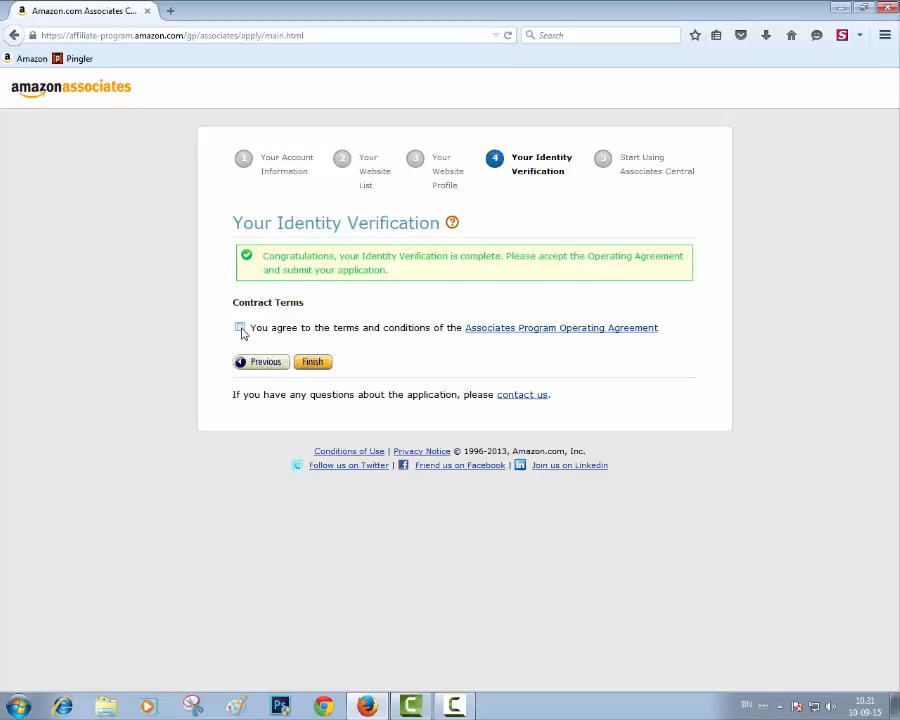 Amazon.com Associates C...
https://affiliate-program.amazon.com/gp/associates/apply/main.html
Search
Amazon Pingler
amazonassociates
1 Your Account Information
2 Your Website List
3 Your Website Profile
4 Your Identity Verification
5 Start Using Associates Central
Your Identity Verification
Congratulations, your Identity Verification is complete. Please accept the Operating Agreement
and submit your application.
Contract Terms
You agree to the terms and conditions of the Associates Program Operating Agreement
Previous Finish
If you have any questions about the application, please contact us.
Conditions of Use | Privacy Notice © 1996-2013, Amazon.com, Inc.
Follow us on Twitter | Friend us on Facebook | Join us on Linkedin
BN
10.31
10-09-15